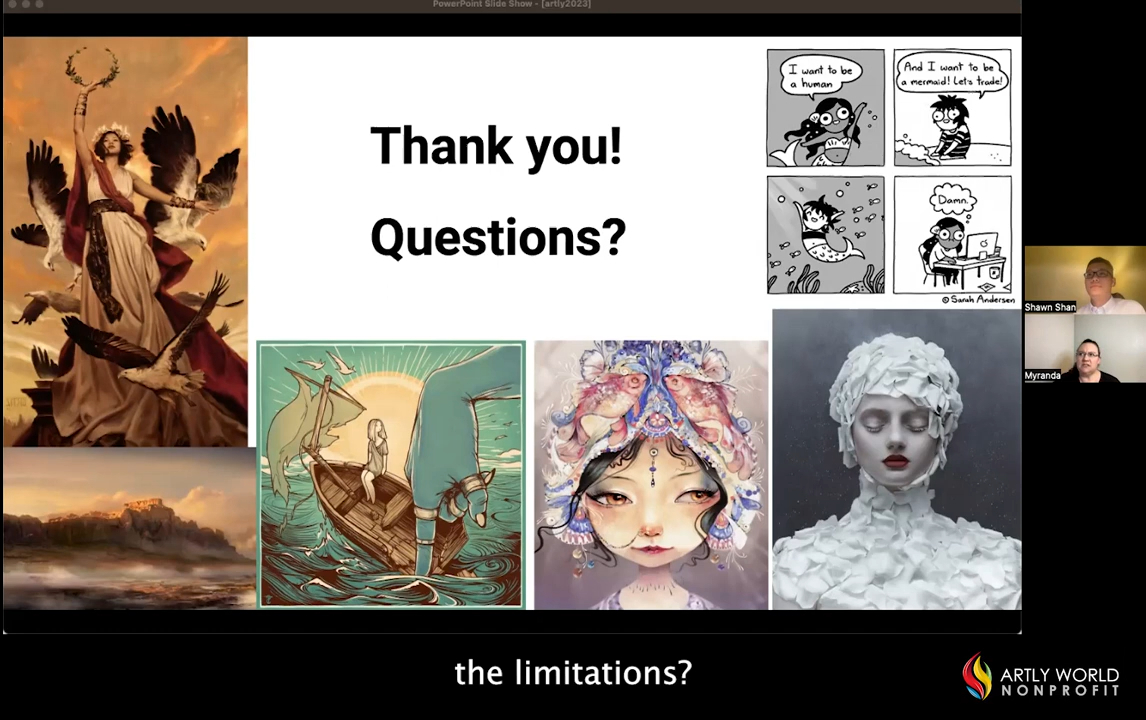 PowerPoint Slide Show - [artly2023]
Thank you!
Questions?
I want to be
a human
And I want to be
a mermaid! Let's trade!
Damn.
© Sarah Andersen
Shawn Shan
Myranda
the limitations?
ARTLY WORLD
NONPROFIT